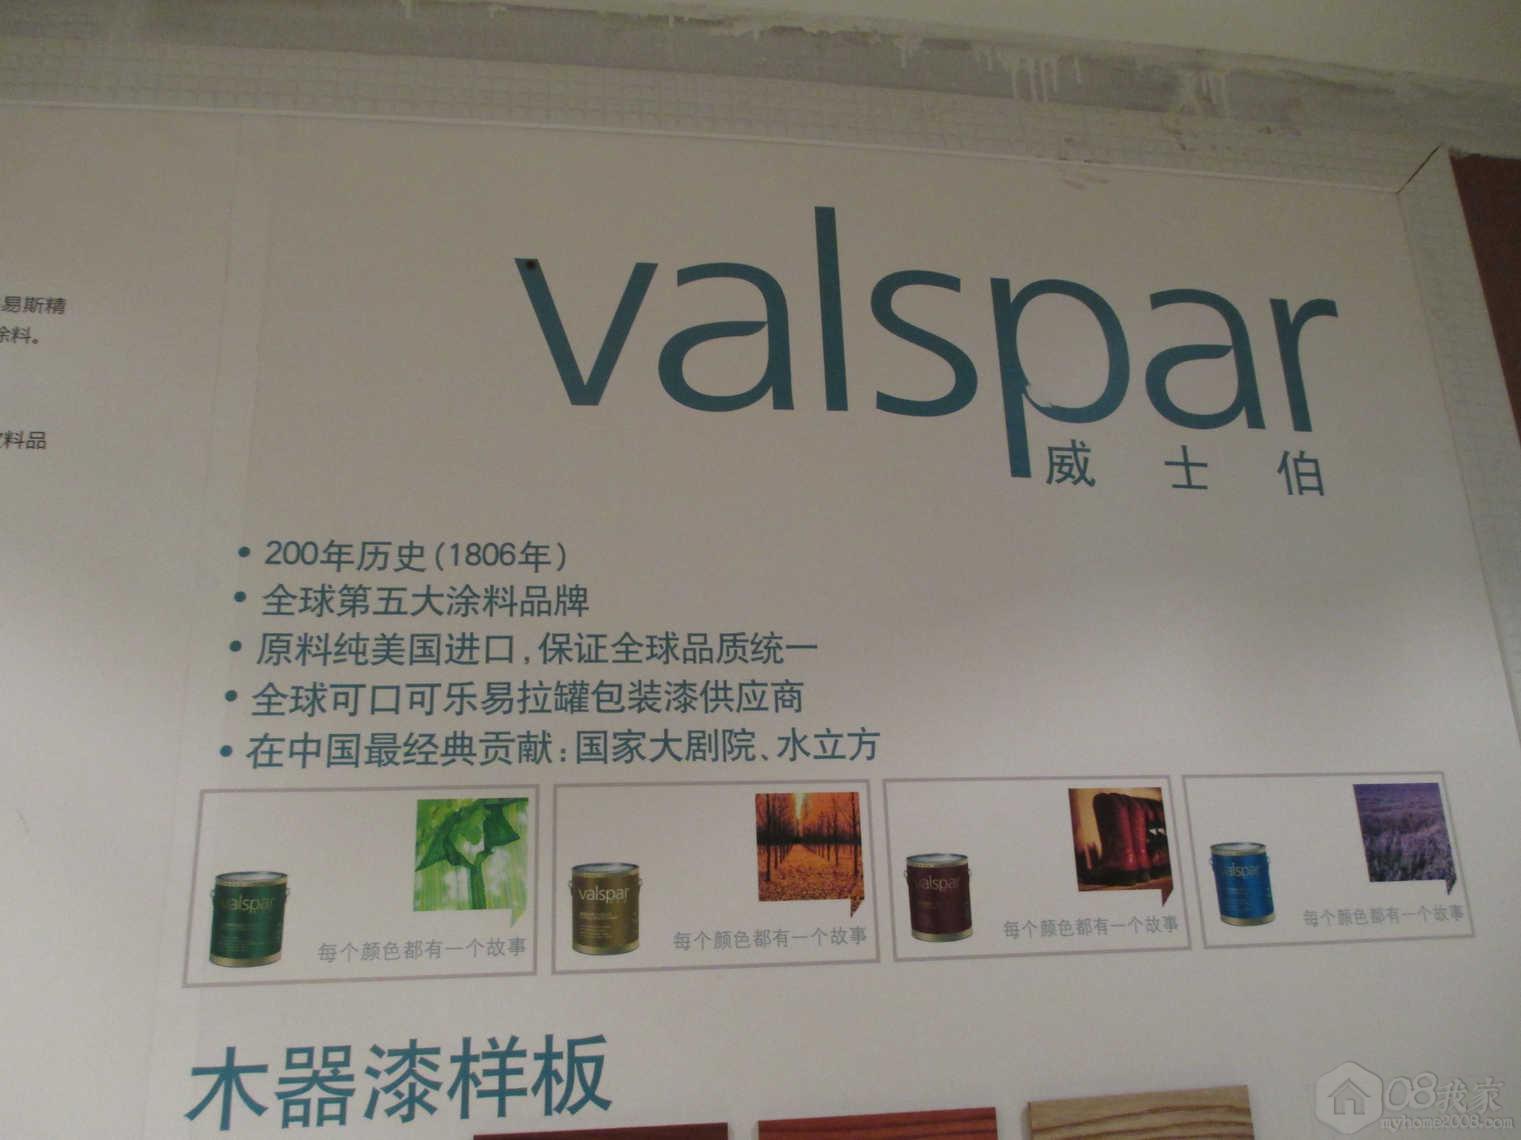 易斯精
涂料。
料品
valspar
威士伯
• 200年历史(1806年)
• 全球第五大涂料品牌
• 原料纯美国进口,保证全球品质统一
• 全球可口可乐易拉罐包装漆供应商
• 在中国最经典贡献:国家大剧院、水立方
valspar
每个颜色都有一个故事
valspar
每个颜色都有一个故事
valspar
每个颜色都有一个故事
valspar
每个颜色都有一个故事
木器漆样板
08我家
myhome2008.com